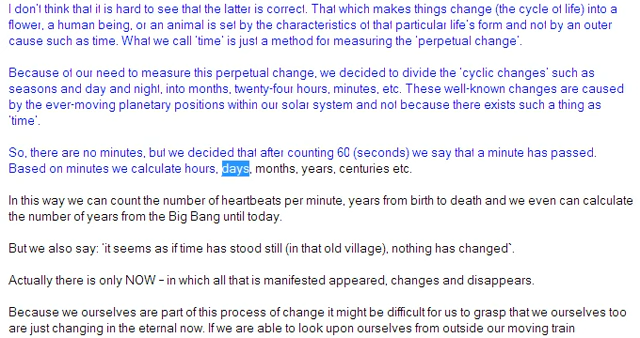 I don't think that it is hard to see that the latter is correct. That which makes things change (the cycle of life) into a
flower, a human being, or an animal is set by the characteristics of that particular life's form and not by an outer
cause such as time. What we call 'time' is just a method for measuring the 'perpetual change'.
Because of our need to measure this perpetual change, we decided to divide the 'cyclic changes' such as
seasons and day and night, into months, twenty-four hours, minutes, etc. These well-known changes are caused
by the ever-moving planetary positions within our solar system and not because there exists such a thing as
'time'.
So, there are no minutes, but we decided that after counting 60 (seconds) we say that a minute has passed.
Based on minutes we calculate hours, days, months, years, centuries etc.
In this way we can count the number of heartbeats per minute, years from birth to death and we even can calculate
the number of years from the Big Bang until today.
But we also say: 'it seems as if time has stood still (in that old village), nothing has changed`.
Actually there is only NOW – in which all that is manifested appeared, changes and disappears.
Because we ourselves are part of this process of change it might be difficult for us to grasp that we ourselves too
are just changing in the eternal now. If we are able to look upon ourselves from outside our moving train